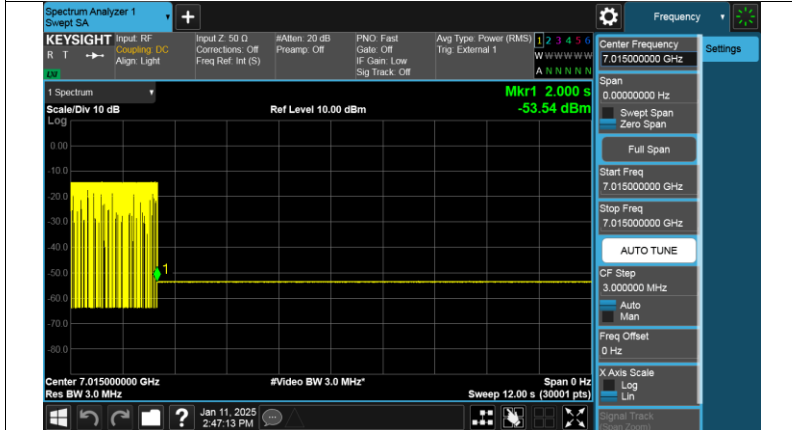 Spectrum Analyzer 1
Swept SA
Frequency
KEYSIGHT
R T
LXI
Input: RF
Coupling: DC
Align: Light
Input Z: 50 Ω
Corrections: Off
Freq Ref: Int (S)
#Atten: 20 dB
Preamp: Off
PNO: Fast
Gate: Off
IF Gain: Low
Sig Track: Off
Avg Type: Power (RMS)
Trig: External 1
1 2 3 4 5 6
W W W W W W
A N N N N N
1 Spectrum
Mkr1 2.000 s
-53.54 dBm
Scale/Div 10 dB
Ref Level 10.00 dBm
Log
0.00
-10.0
-20.0
-30.0
-40.0
-50.0
-60.0
-70.0
-80.0
1
Center 7.015000000 GHz
Res BW 3.0 MHz
#Video BW 3.0 MHz*
Span 0 Hz
Sweep 12.00 s (30001 pts)
Jan 11, 2025
2:47:13 PM
Center Frequency
7.015000000 GHz
Settings
Span
0.00000000 Hz
Swept Span
Zero Span
Full Span
Start Freq
7.015000000 GHz
Stop Freq
7.015000000 GHz
AUTO TUNE
CF Step
3.000000 MHz
Auto
Man
Freq Offset
0 Hz
X Axis Scale
Log
Lin
Signal Track
(Span Zoom)